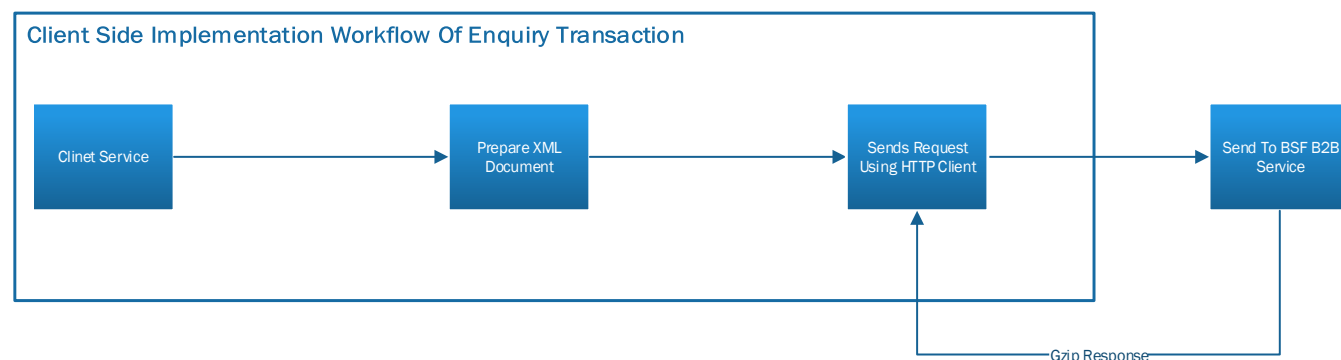 Client Side Implementation Workflow Of Enquiry Transaction
Clinet Service
Prepare XML
Document
Sends Request
Using HTTP Client
Send To BSF B2B
Service
Gzip Response